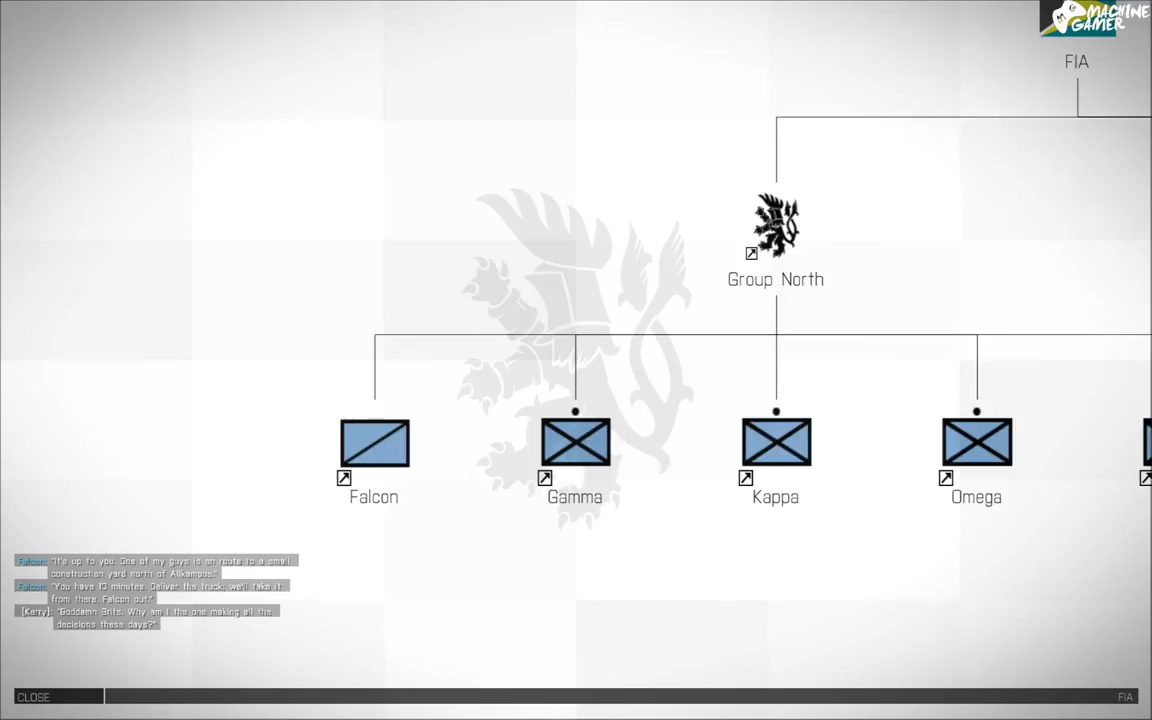 MACHINE
GAMER
FIA
Group North
Falcon
Gamma
Kappa
Omega
Falcon: "It's up to you. One of my guys is en route to a small
construction yard north of Alikampos."
Falcon: "You have 10 minutes. Deliver the truck; we'll take it
from there. Falcon out."
[Kerry]: "Goddamn Brits. Why am I the one making all the
decisions these days?"
CLOSE
FIA